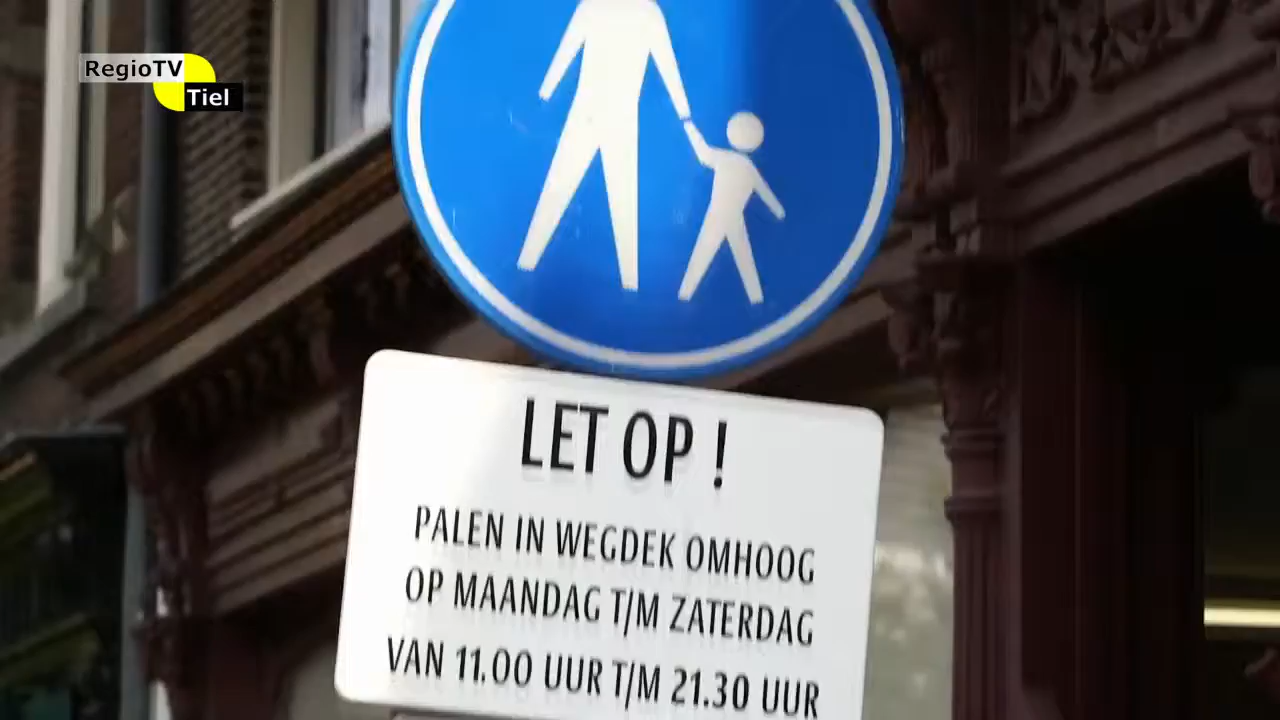 RegioTV
Tiel
LET OP !
PALEN IN WEGDEK OMHOOG
OP MAANDAG T/M ZATERDAG
VAN 11.00 UUR T/M 21.30 UUR